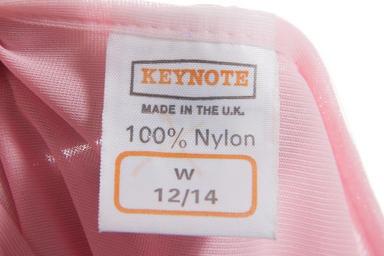 KEYNOTE
MADE IN THE U.K.
100% Nylon
W
12/14